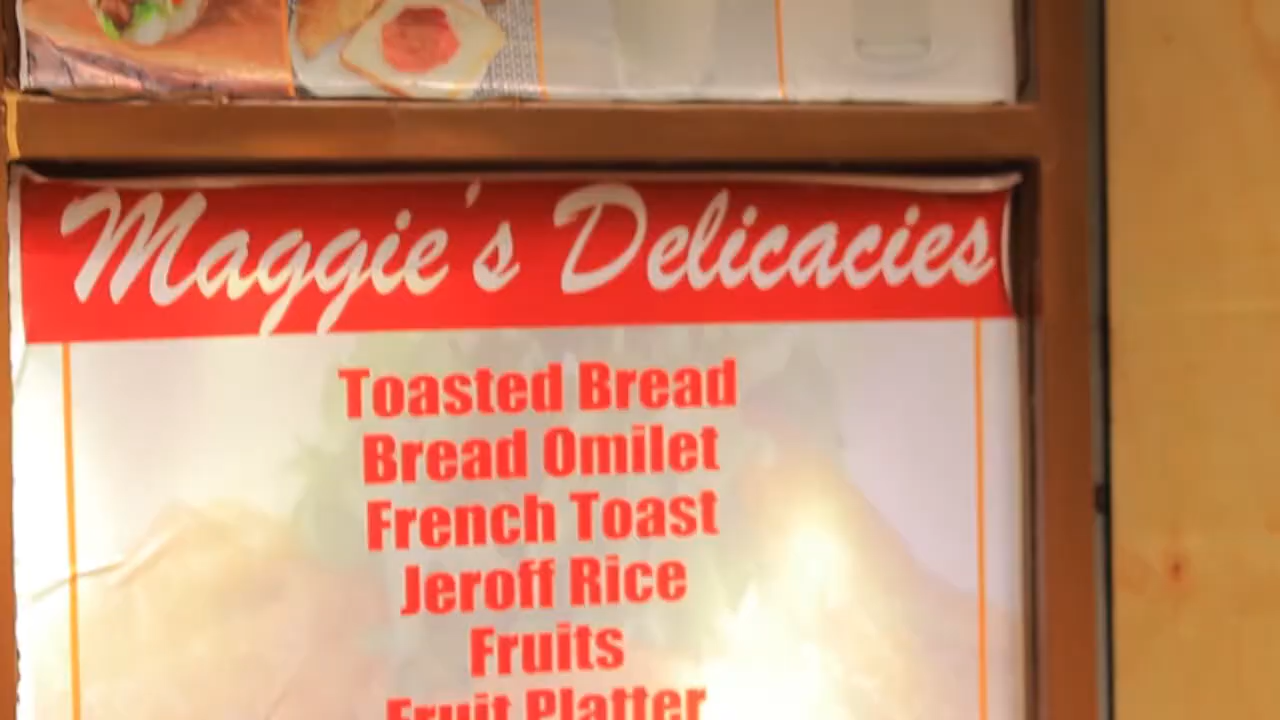 Maggie's Delicacies
Toasted Bread
Bread Omilet
French Toast
Jeroff Rice
Fruits
Fruit Platter